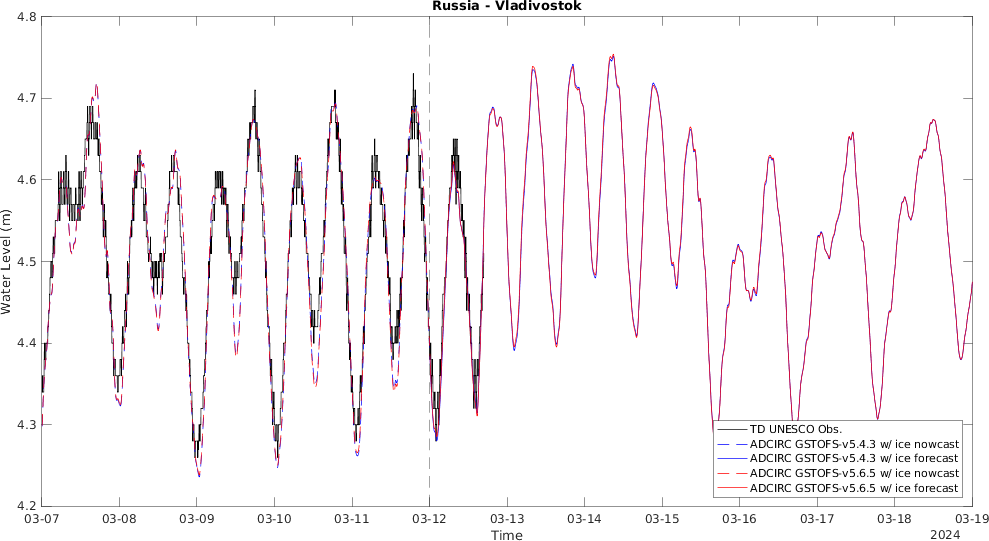 Russia - Vladivostok
4.8
4.7
4.6
4.5
4.4
4.3
4.2
Water Level (m)
TD UNESCO Obs.
ADCIRC GSTOFS-v5.4.3 w/ ice nowcast
ADCIRC GSTOFS-v5.4.3 w/ ice forecast
ADCIRC GSTOFS-v5.6.5 w/ ice nowcast
ADCIRC GSTOFS-v5.6.5 w/ ice forecast
03-07 03-08 03-09 03-10 03-11 03-12 03-13 03-14 03-15 03-16 03-17 03-18 03-19
Time
2024